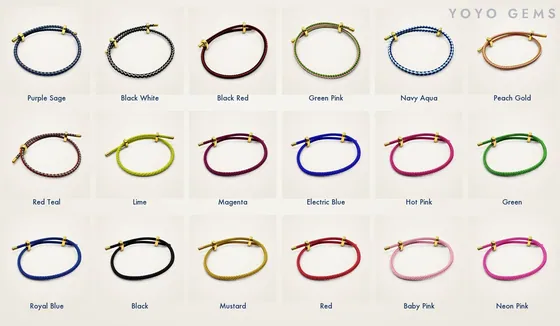 YOYO GEMS
Purple Sage
Black White
Black Red
Green Pink
Navy Aqua
Peach Gold
Red Teal
Lime
Magenta
Electric Blue
Hot Pink
Green
Royal Blue
Black
Mustard
Red
Baby Pink
Neon Pink